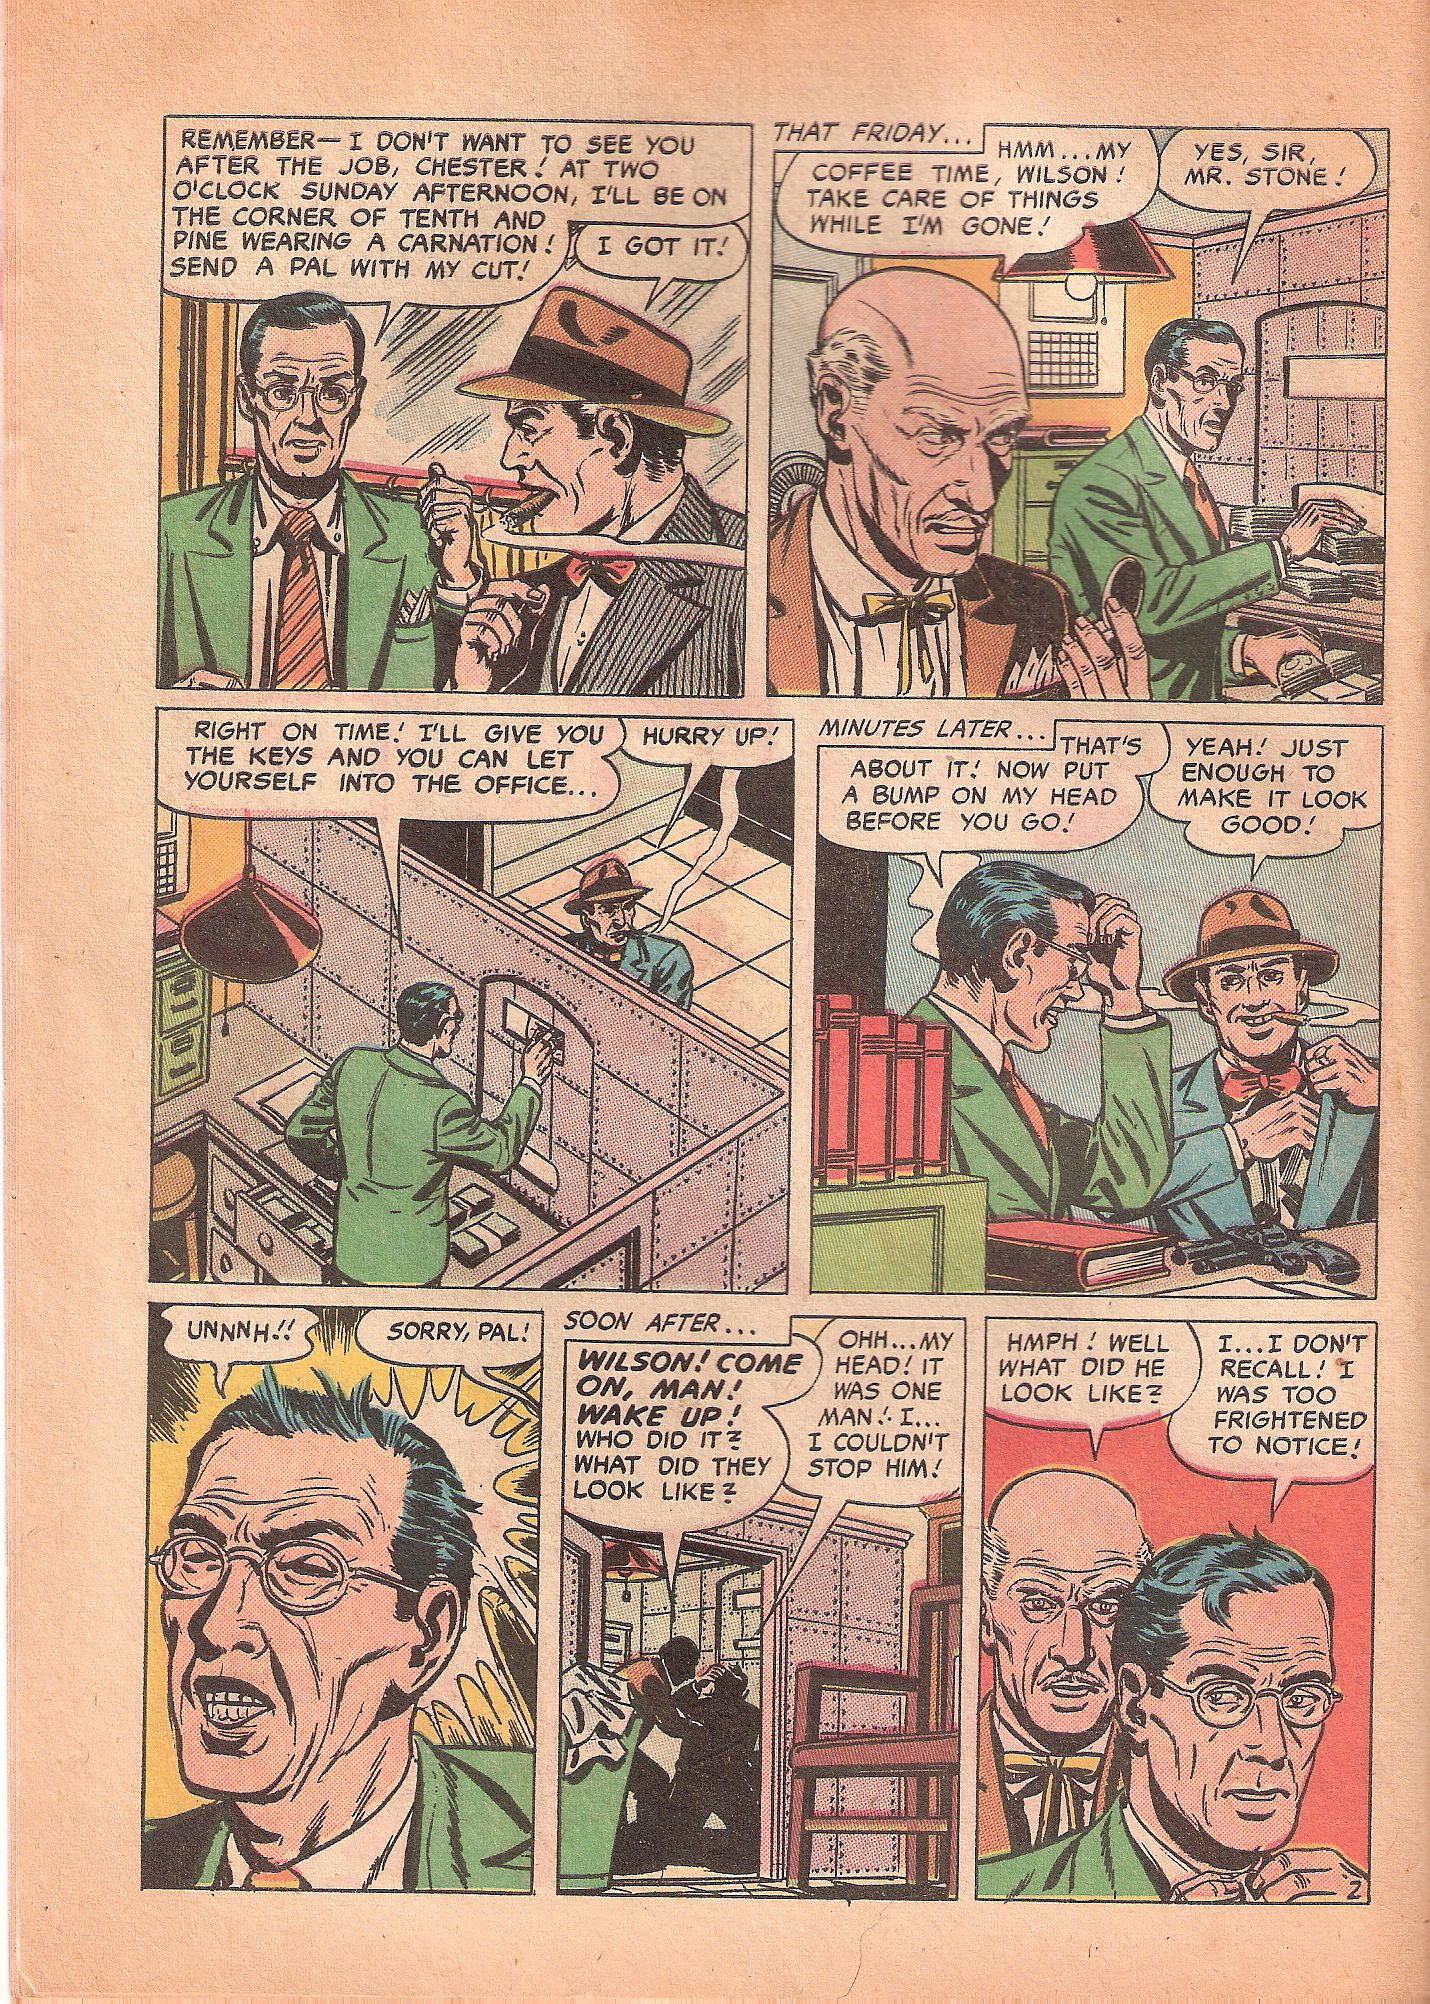 REMEMBER— I DON'T WANT TO SEE YOU
AFTER THE JOB, CHESTER! AT TWO
O'CLOCK SUNDAY AFTERNOON, I'LL BE ON
THE CORNER OF TENTH AND
PINE WEARING A CARNATION!
SEND A PAL WITH MY CUT!
I GOT IT!
THAT FRIDAY...
HMM...MY
COFFEE TIME, WILSON!
TAKE CARE OF THINGS
WHILE I'M GONE!
YES, SIR,
MR. STONE!
RIGHT ON TIME! I'LL GIVE YOU
THE KEYS AND YOU CAN LET
YOURSELF INTO THE OFFICE...
HURRY UP!
MINUTES LATER...
THAT'S
ABOUT IT! NOW PUT
A BUMP ON MY HEAD
BEFORE YOU GO!
YEAH! JUST
ENOUGH TO
MAKE IT LOOK
GOOD!
UNNNH!!
SORRY, PAL!
SOON AFTER...
WILSON! COME
ON, MAN!
WAKE UP!
WHO DID IT?
WHAT DID THEY
LOOK LIKE?
OHH...MY
HEAD! IT
WAS ONE
MAN! I...
I COULDN'T
STOP HIM!
HMPH! WELL
WHAT DID HE
LOOK LIKE?
I...I DON'T
RECALL! I
WAS TOO
FRIGHTENED
TO NOTICE!
2